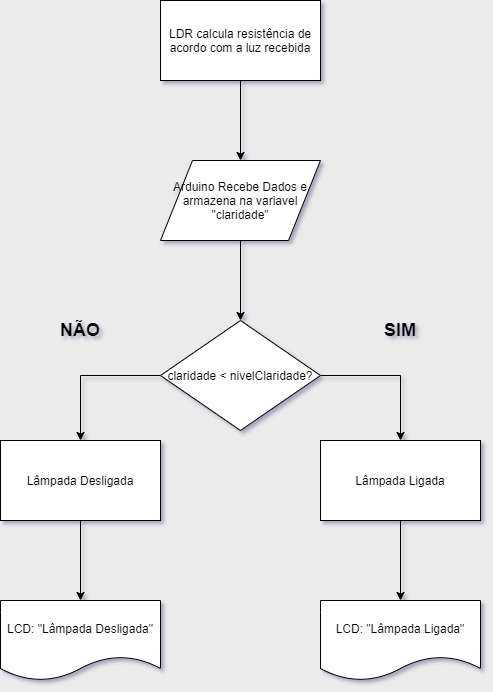 LDR calcula resistência de
acordo com a luz recebida
Arduino Recebe Dados e
armazena na variavel
"claridade"
NÃO
SIM
claridade < nivelClaridade?
Lâmpada Desligada
Lâmpada Ligada
LCD: "Lâmpada Desligada"
LCD: "Lâmpada Ligada"